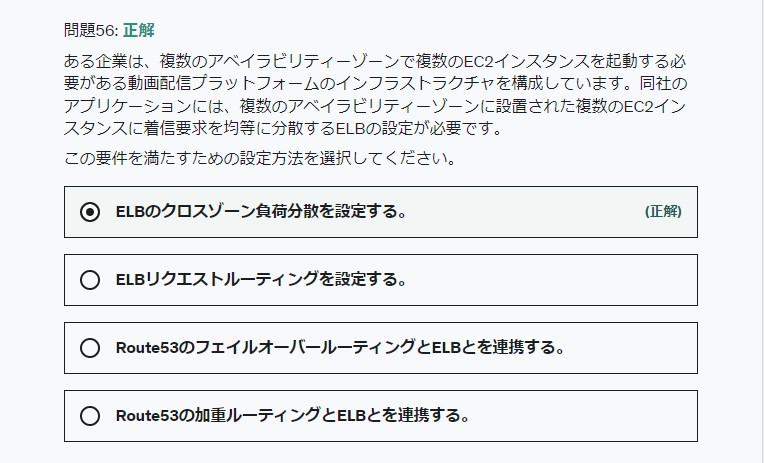 問題56: 正解
ある企業は、複数のアベイラビリティーゾーンで複数のEC2インスタンスを起動する必
要がある動画配信プラットフォームのインフラストラクチャを構成しています。同社の
アプリケーションには、複数のアベイラビリティーゾーンに設置された複数のEC2イン
スタンスに着信要求を均等に分散するELBの設定が必要です。
この要件を満たすための設定方法を選択してください。
ELBのクロスゾーン負荷分散を設定する。 (正解)
ELBリクエストルーティングを設定する。
Route53のフェイルオーバールーティングとELBとを連携する。
Route53の加重ルーティングとELBとを連携する。